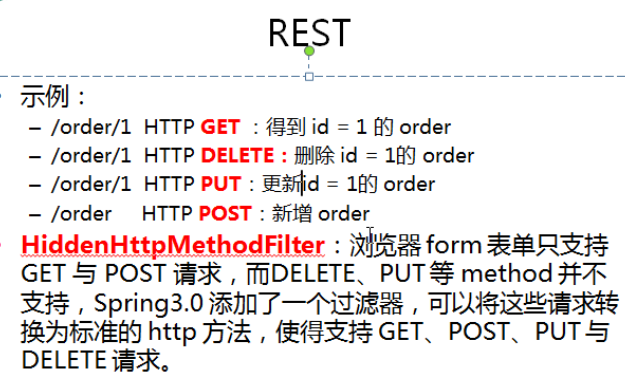 REST
示例：
– /order/1 HTTP GET ：得到 id = 1 的 order
– /order/1 HTTP DELETE：删除 id = 1的 order
– /order/1 HTTP PUT：更新id = 1的 order
– /order HTTP POST：新增 order
HiddenHttpMethodFilter：浏览器 form 表单只支持
GET 与 POST 请求，而DELETE、PUT 等 method 并不
支持，Spring3.0 添加了一个过滤器，可以将这些请求转
换为标准的 http 方法，使得支持 GET、POST、PUT 与
DELETE 请求。